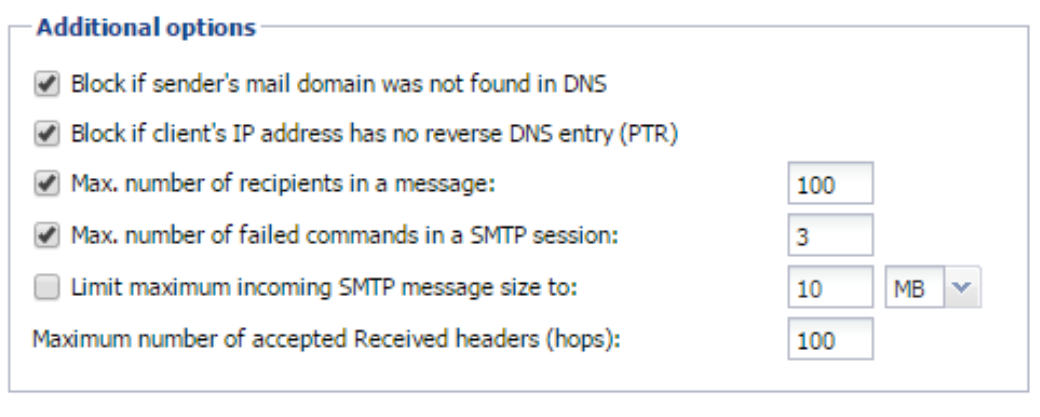 Additional options
Block if sender's mail domain was not found in DNS
Block if client's IP address has no reverse DNS entry (PTR)
Max. number of recipients in a message: 100
Max. number of failed commands in a SMTP session: 3
Limit maximum incoming SMTP message size to: 10 MB
Maximum number of accepted Received headers (hops): 100